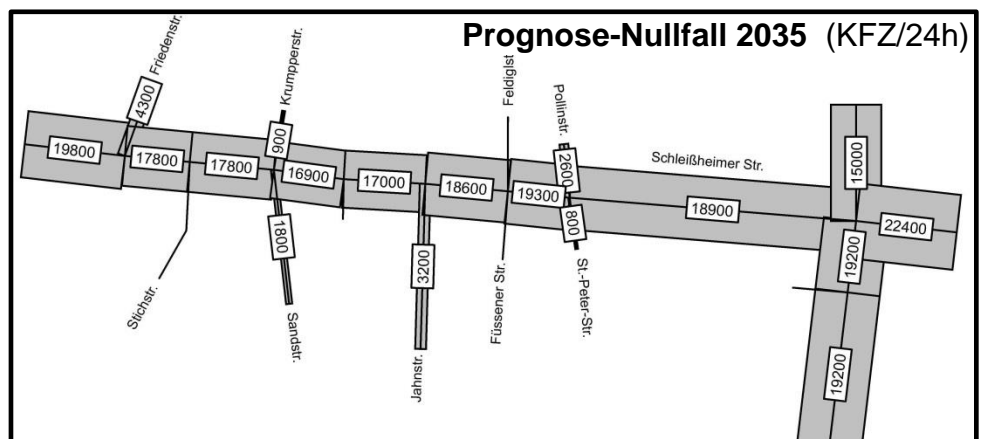 Prognose-Nullfall 2035 (KFZ/24h)
Friedenstr.
4300
Krumpperstr.
900
Feldiglst
Pollinstr.
2600
Schleißheimer Str.
15000
19800
17800
17800
16900
17000
18600
19300
18900
22400
1800
3200
800
19200
Stichstr.
Sandstr.
Jahnstr.
Füssener Str.
St.-Peter-Str.
19200